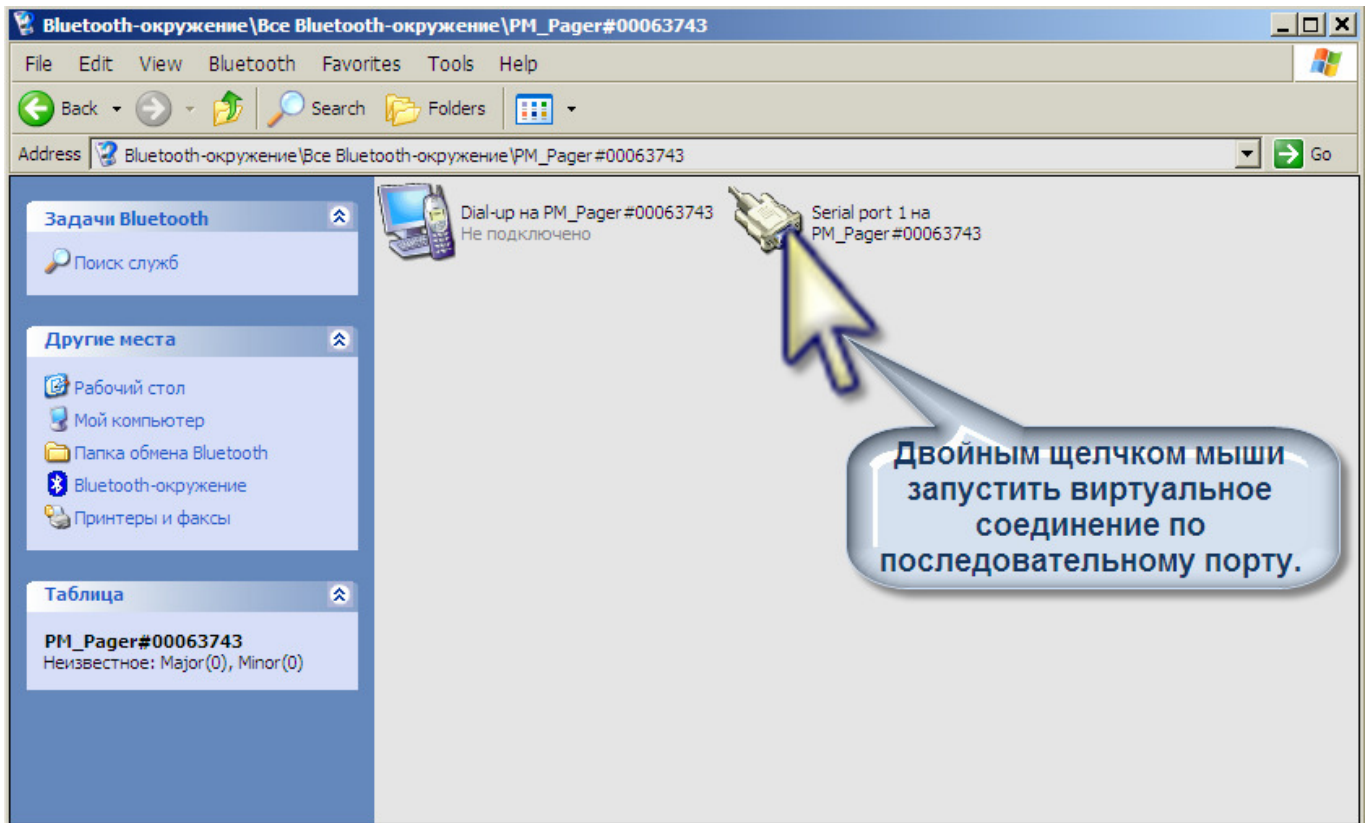 Bluetooth-окружение\Все Bluetooth-окружение\PM_Pager#00063743
File Edit View Bluetooth Favorites Tools Help
Back Search Folders
Address Bluetooth-окружение\Все Bluetooth-окружение\PM_Pager#00063743 Go
Задачи Bluetooth
Поиск служб
Другие места
Рабочий стол
Мой компьютер
Папка обмена Bluetooth
Bluetooth-окружение
Принтеры и факсы
Таблица
PM_Pager#00063743
Неизвестное: Major(0), Minor(0)
Dial-up на PM_Pager#00063743
Не подключено
Serial port 1 на
PM_Pager#00063743
Двойным щелчком мыши
запустить виртуальное
соединение по
последовательному порту.